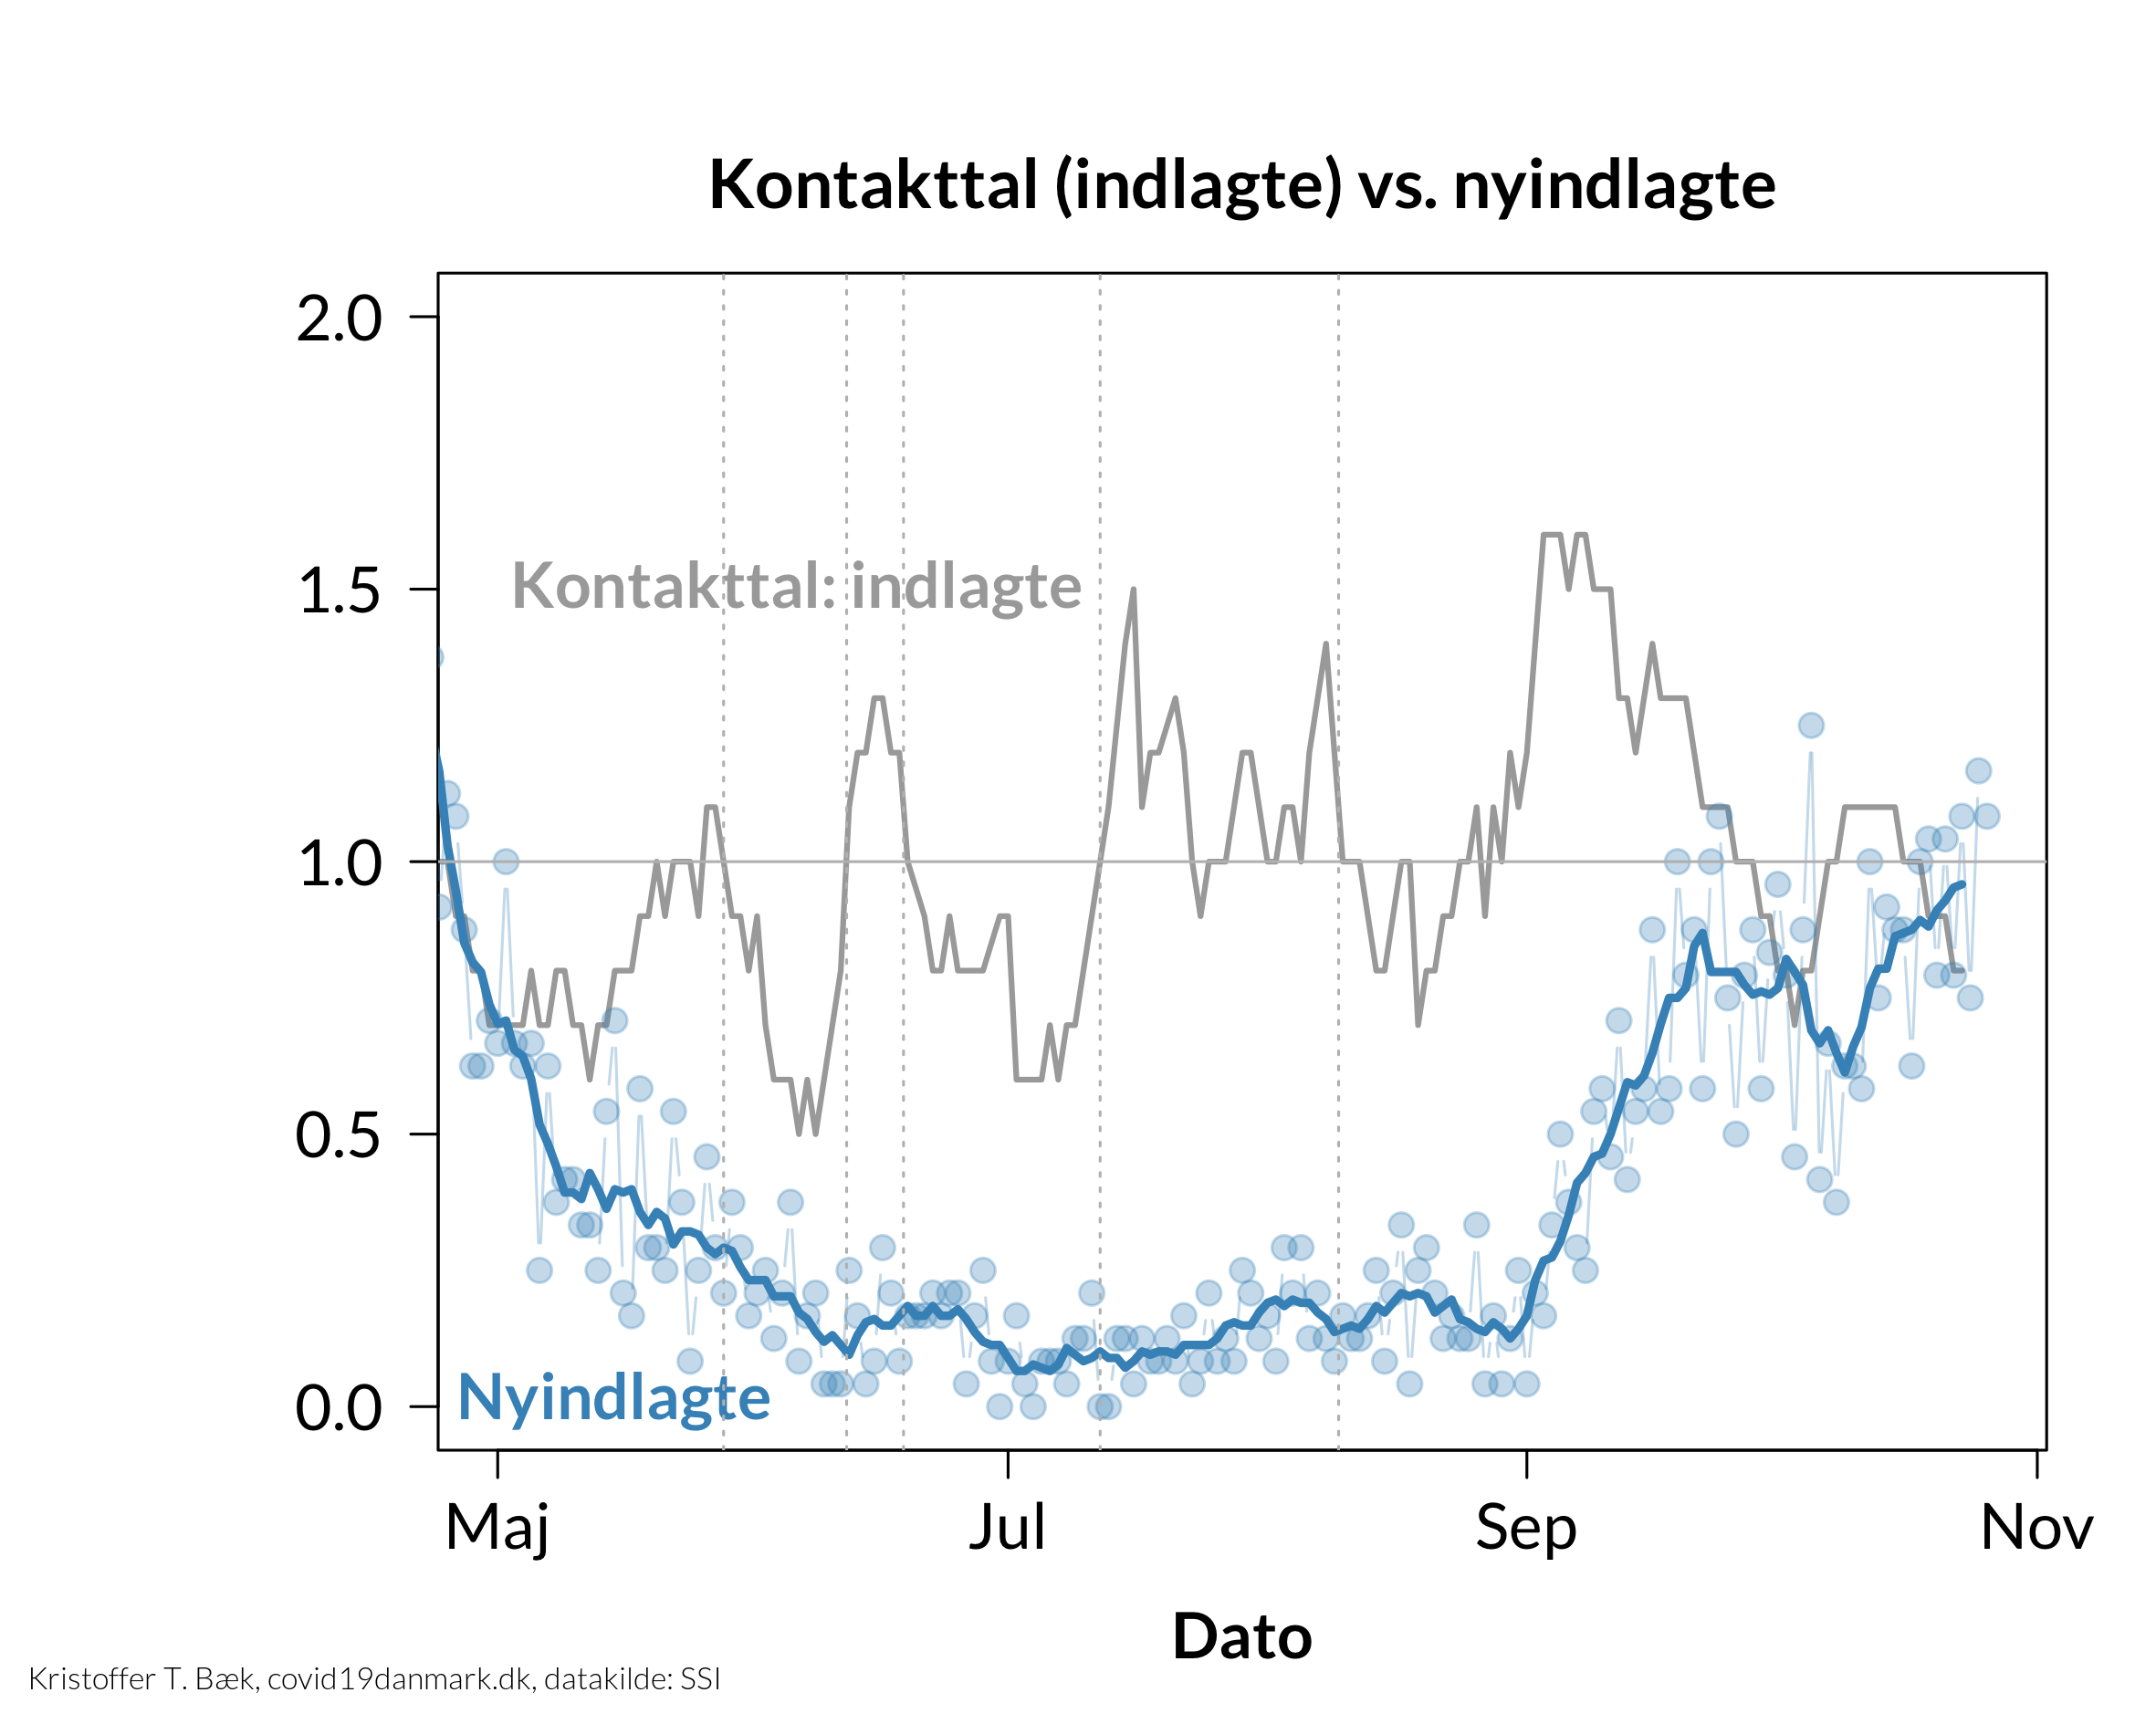 Kontakttal (indlagte) vs. nyindlagte
2.0
1.5
1.0
0.5
0.0
Kontakttal: indlagte
Nyindlagte
Maj Jul Sep Nov
Dato
Kristoffer T. Bæk, covid19danmark.dk, datakilde: SSI